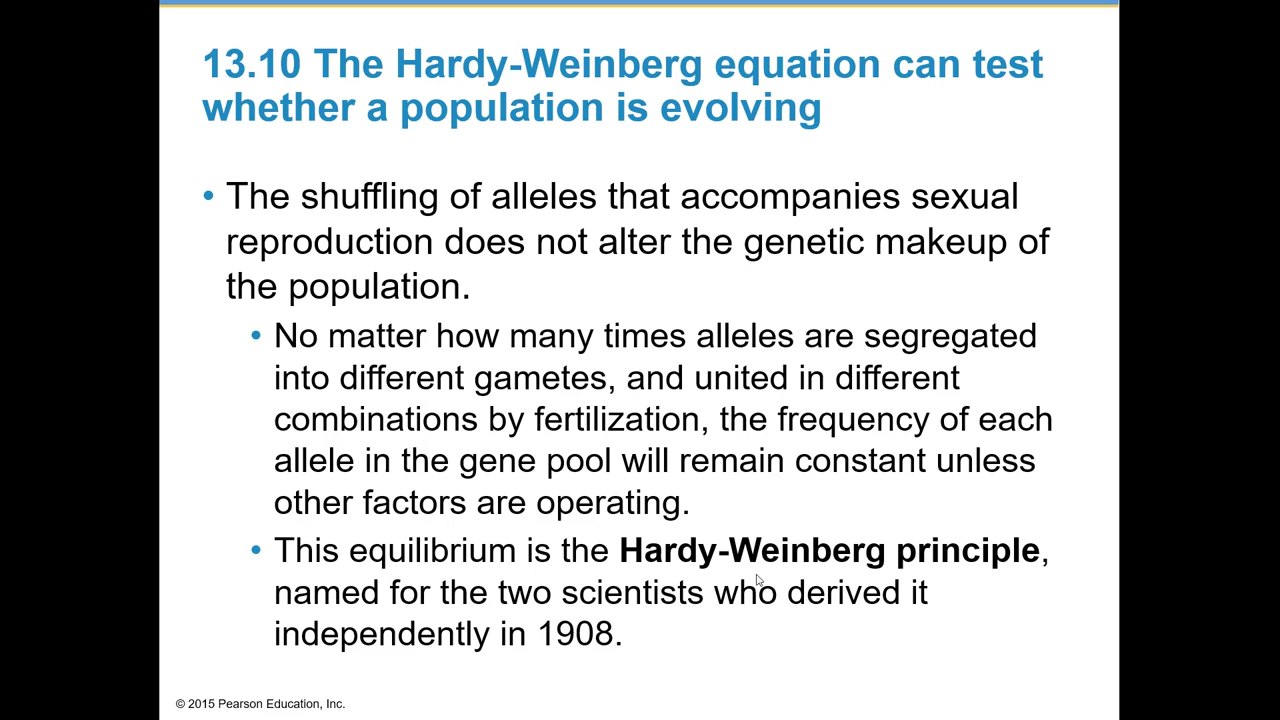 13.10 The Hardy-Weinberg equation can test
whether a population is evolving
• The shuffling of alleles that accompanies sexual
reproduction does not alter the genetic makeup of
the population.
• No matter how many times alleles are segregated
into different gametes, and united in different
combinations by fertilization, the frequency of each
allele in the gene pool will remain constant unless
other factors are operating.
• This equilibrium is the Hardy-Weinberg principle,
named for the two scientists who derived it
independently in 1908.
© 2015 Pearson Education, Inc.